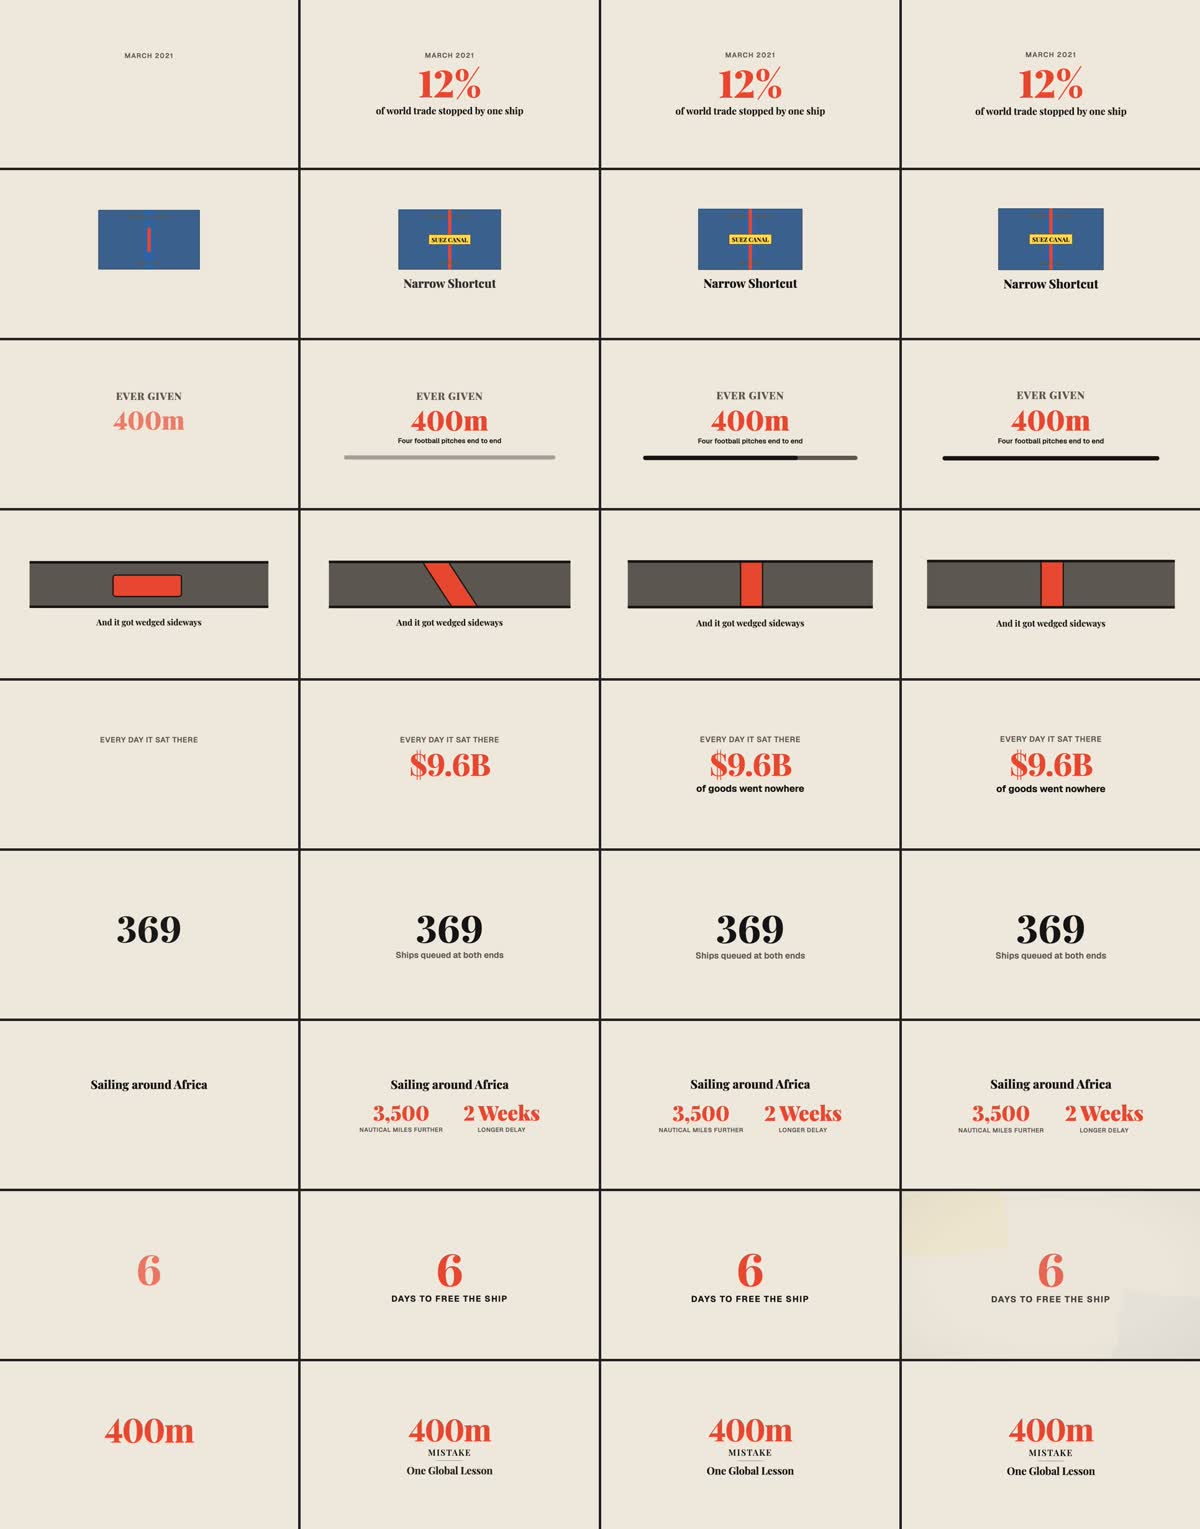 MARCH 2021
MARCH 2021
12%
of world trade stopped by one ship
MARCH 2021
12%
of world trade stopped by one ship
MARCH 2021
12%
of world trade stopped by one ship
SUEZ CANAL
Narrow Shortcut
SUEZ CANAL
Narrow Shortcut
SUEZ CANAL
Narrow Shortcut
EVER GIVEN
400m
EVER GIVEN
400m
Four football pitches end to end
EVER GIVEN
400m
Four football pitches end to end
EVER GIVEN
400m
Four football pitches end to end
And it got wedged sideways
And it got wedged sideways
And it got wedged sideways
And it got wedged sideways
EVERY DAY IT SAT THERE
EVERY DAY IT SAT THERE
$9.6B
EVERY DAY IT SAT THERE
$9.6B
of goods went nowhere
EVERY DAY IT SAT THERE
$9.6B
of goods went nowhere
369
369
Ships queued at both ends
369
Ships queued at both ends
369
Ships queued at both ends
Sailing around Africa
Sailing around Africa
3,500 2 Weeks
NAUTICAL MILES FURTHER LONGER DELAY
Sailing around Africa
3,500 2 Weeks
NAUTICAL MILES FURTHER LONGER DELAY
Sailing around Africa
3,500 2 Weeks
NAUTICAL MILES FURTHER LONGER DELAY
6
6
DAYS TO FREE THE SHIP
6
DAYS TO FREE THE SHIP
6
DAYS TO FREE THE SHIP
400m
400m
MISTAKE
One Global Lesson
400m
MISTAKE
One Global Lesson
400m
MISTAKE
One Global Lesson